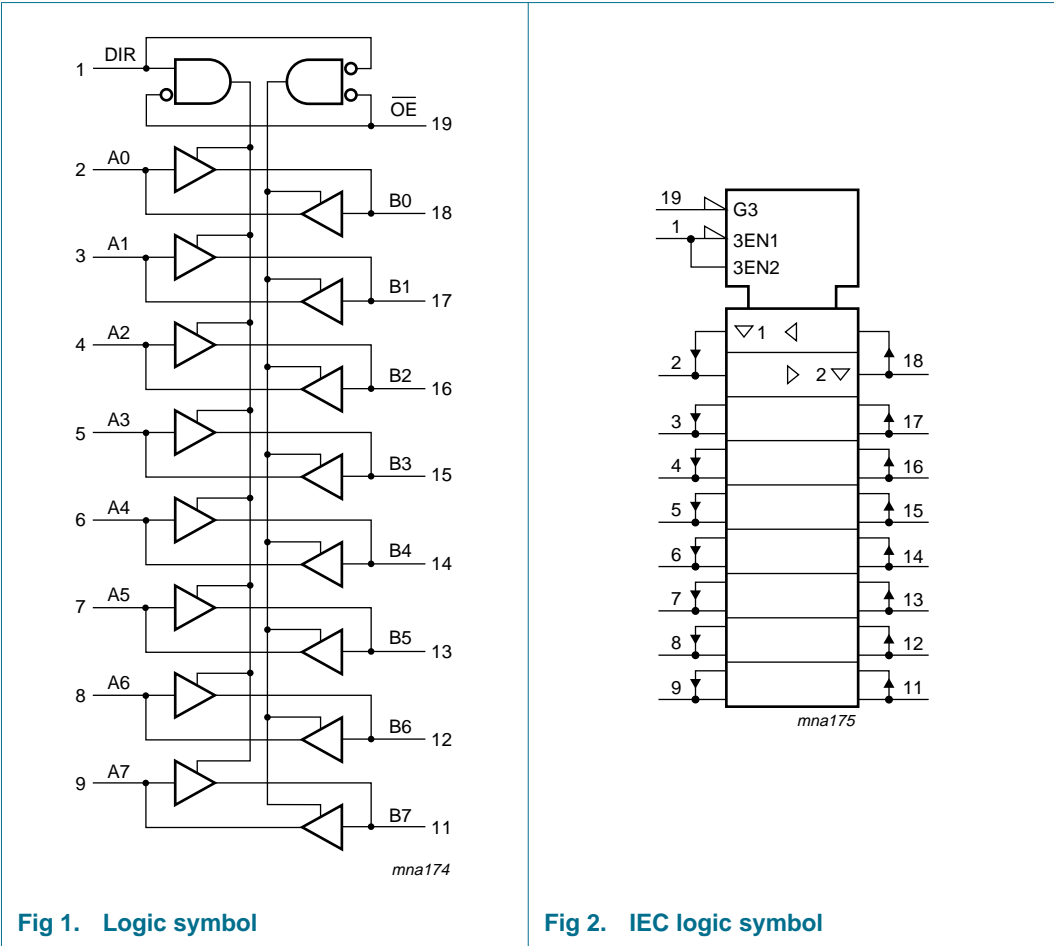 DIR
1
OE
19
A0
2
B0
18
A1
3
B1
17
A2
4
B2
16
A3
5
B3
15
A4
6
B4
14
A5
7
B5
13
A6
8
B6
12
A7
9
B7
11
mna174
Fig 1. Logic symbol
19
G3
1
3EN1
3EN2
1
2
18
2
3
17
4
16
5
15
6
14
7
13
8
12
9
11
mna175
Fig 2. IEC logic symbol